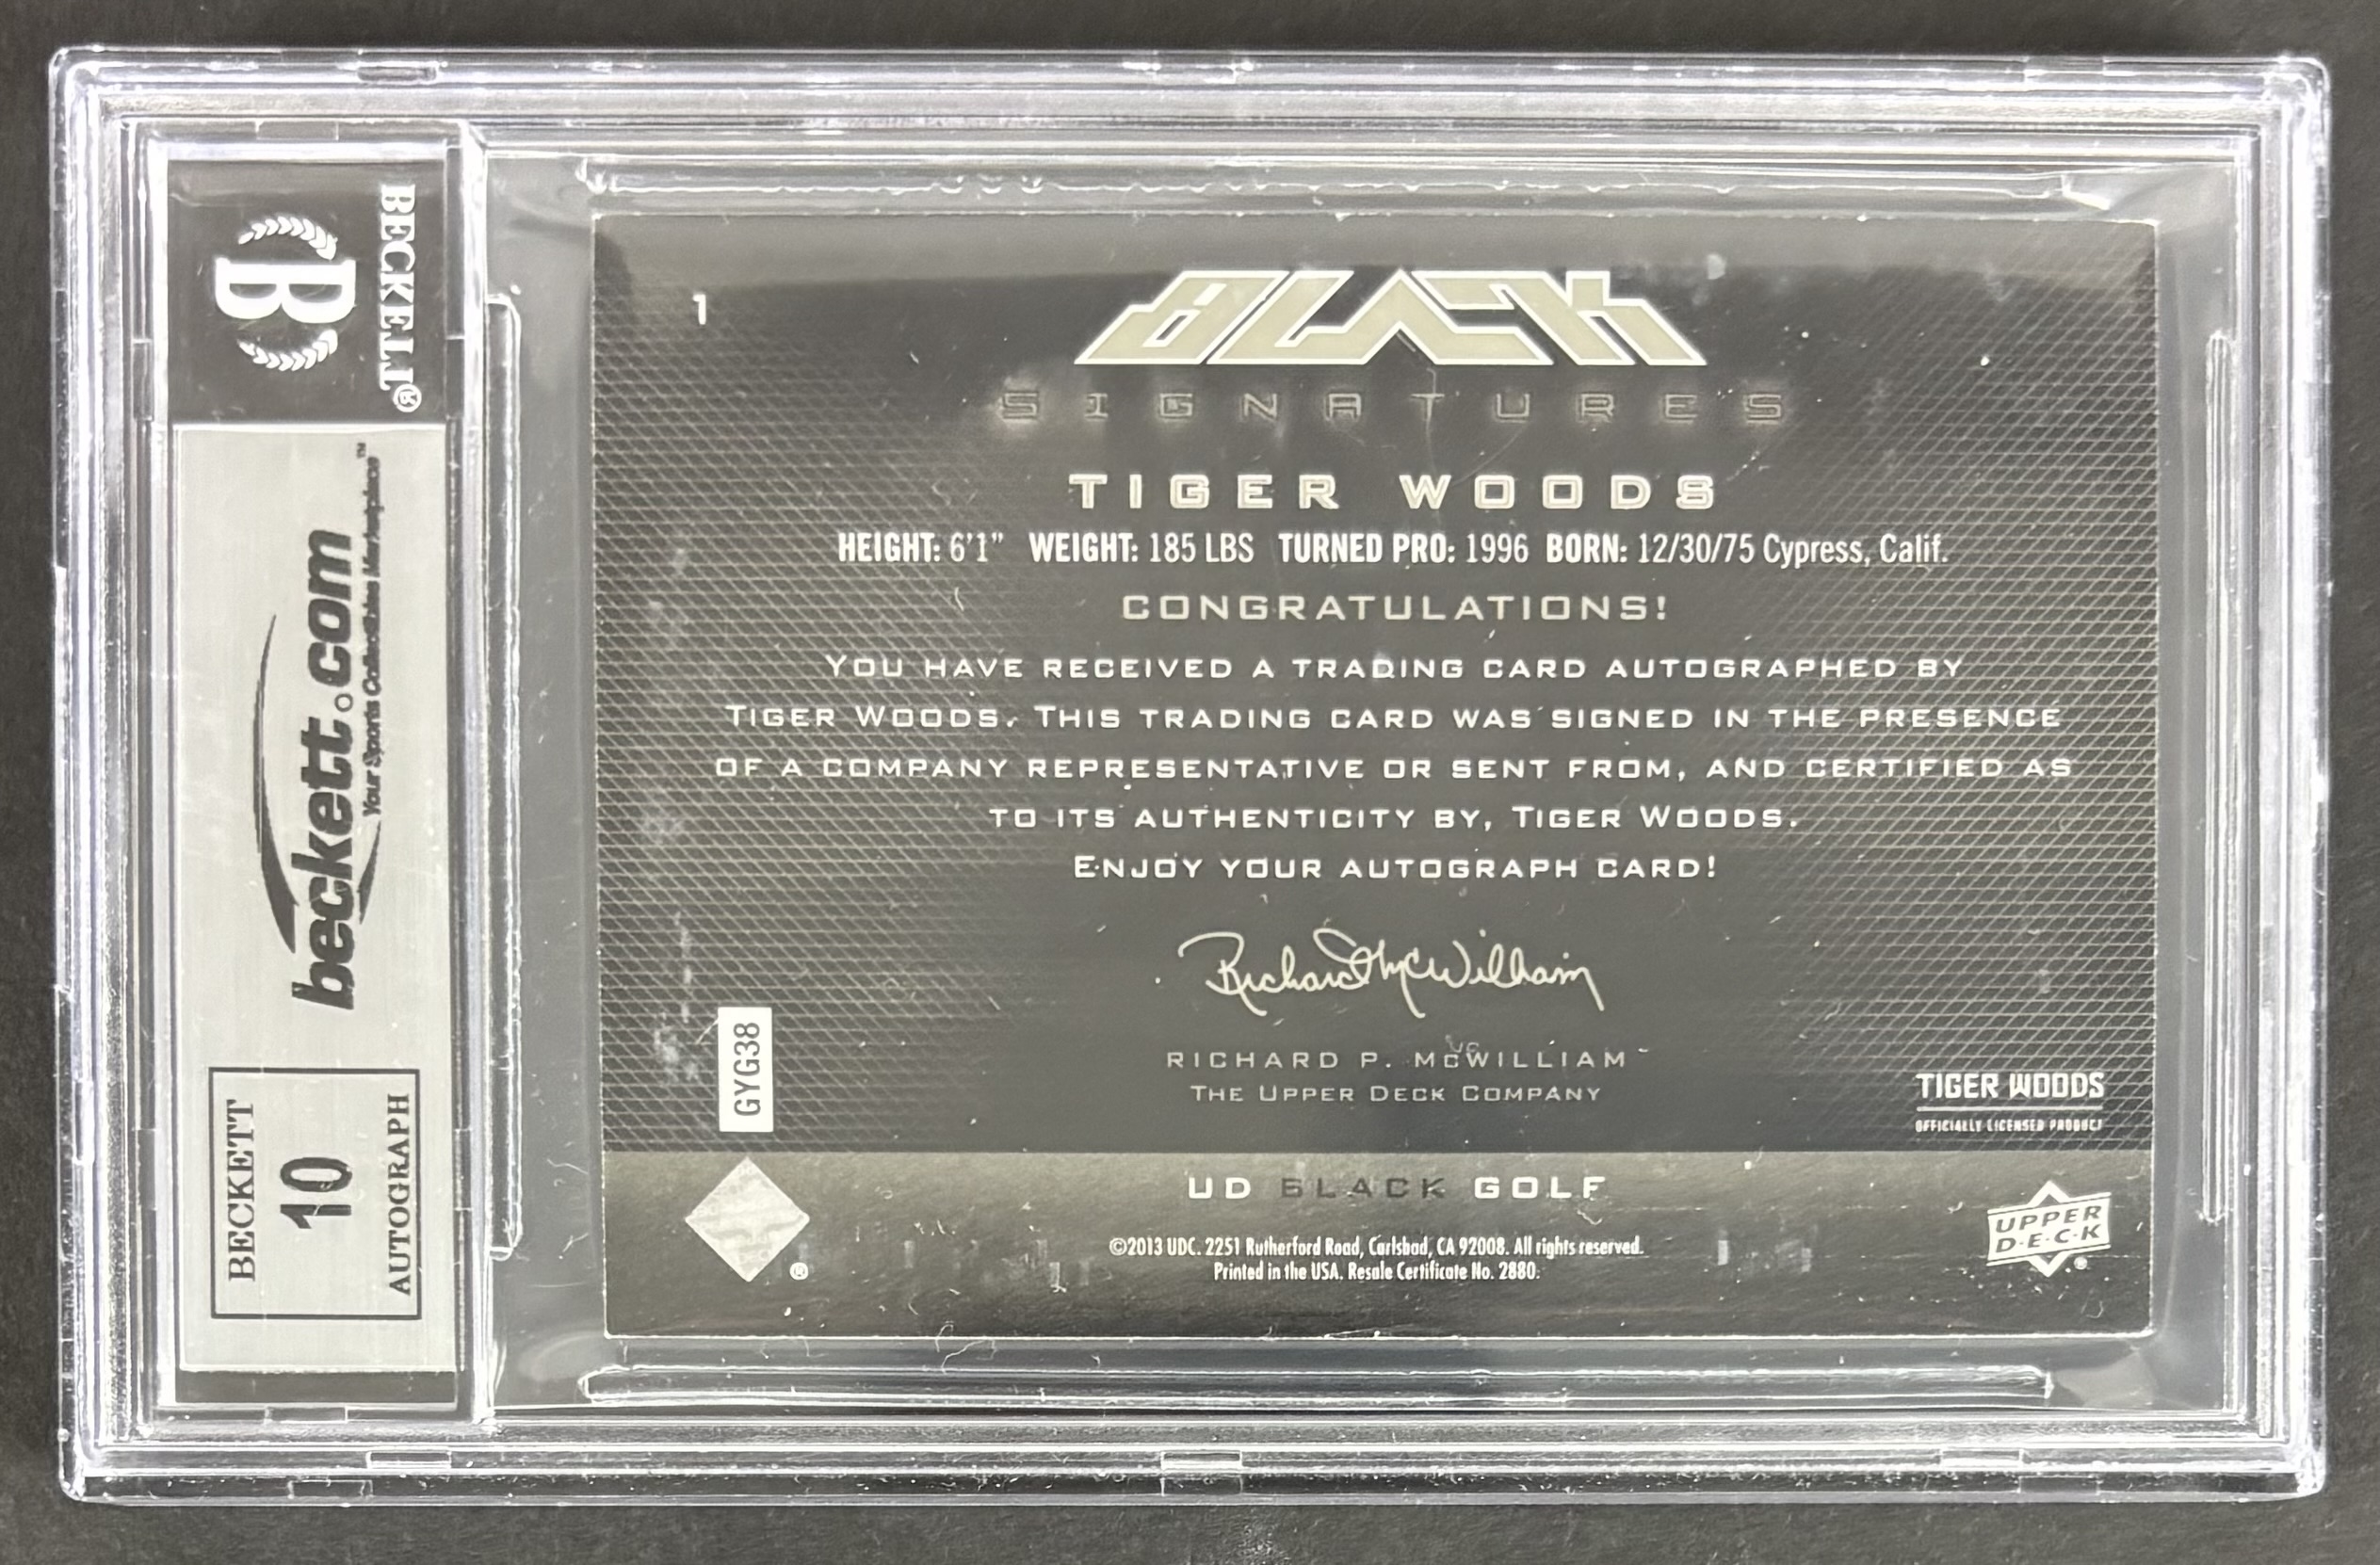 BECKETT®
B
beckett.com
Your Sports Collectibles Marketplace™
BECKETT
10
AUTOGRAPH
1
BLACK
SIGNATURES
TIGER WOODS
HEIGHT: 6'1" WEIGHT: 185 LBS TURNED PRO: 1996 BORN: 12/30/75 Cypress, Calif.
CONGRATULATIONS!
YOU HAVE RECEIVED A TRADING CARD AUTOGRAPHED BY
TIGER WOODS. THIS TRADING CARD WAS SIGNED IN THE PRESENCE
OF A COMPANY REPRESENTATIVE OR SENT FROM, AND CERTIFIED AS
TO ITS AUTHENTICITY BY, TIGER WOODS.
ENJOY YOUR AUTOGRAPH CARD!
Richard McWilliam
RICHARD P. MCWILLIAM
THE UPPER DECK COMPANY
GYG38
TIGER WOODS
OFFICIALLY LICENSED PRODUCT
UD BLACK GOLF
©2013 UDC. 2251 Rutherford Road, Carlsbad, CA 92008. All rights reserved.
Printed in the USA. Resale Certificate No. 2880.
®
UPPER
D·E·C·K®